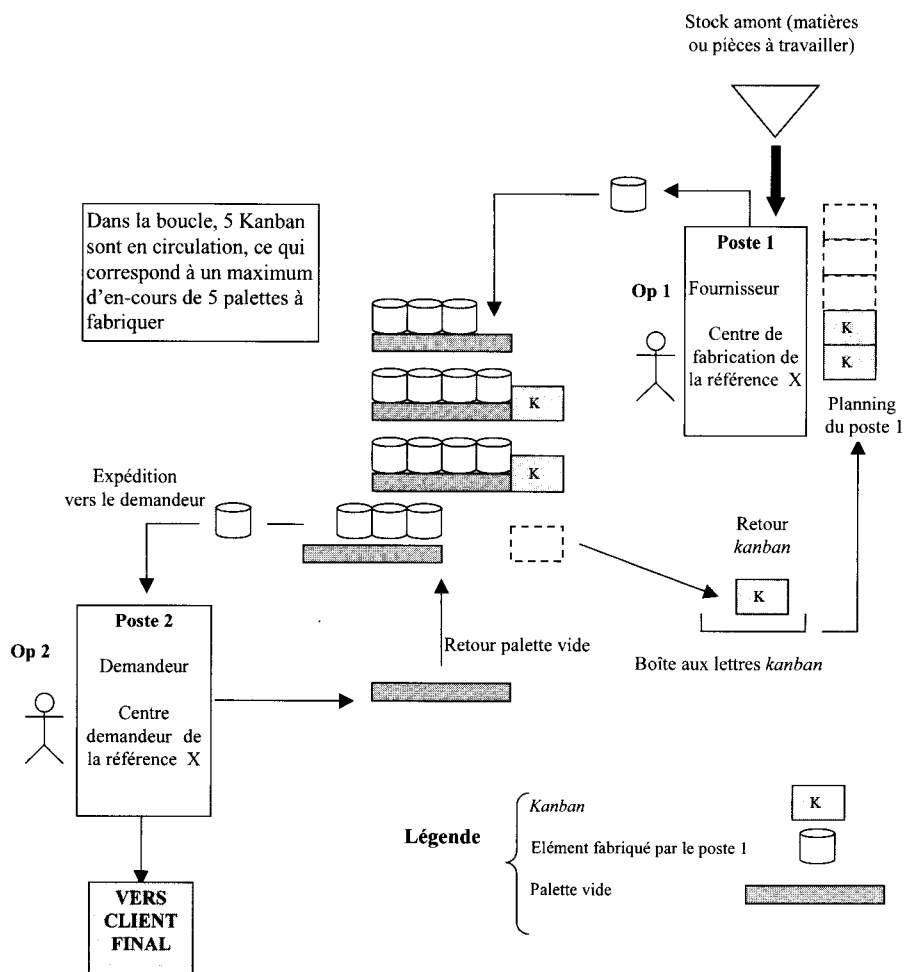 Stock amont (matières
ou pièces à travailler)
Dans la boucle, 5 Kanban
sont en circulation, ce qui
correspond à un maximum
d'en-cours de 5 palettes à
fabriquer
Poste 1
Op 1
Fournisseur
Centre de
fabrication de
la référence X
K
K
Planning
du poste 1
K
K
Expédition
vers le demandeur
Retour
kanban
K
Boîte aux lettres kanban
Poste 2
Op 2
Demandeur
Centre
demandeur de
la référence X
Retour palette vide
VERS
CLIENT
FINAL
Légende
Kanban
K
Elément fabriqué par le poste 1
Palette vide